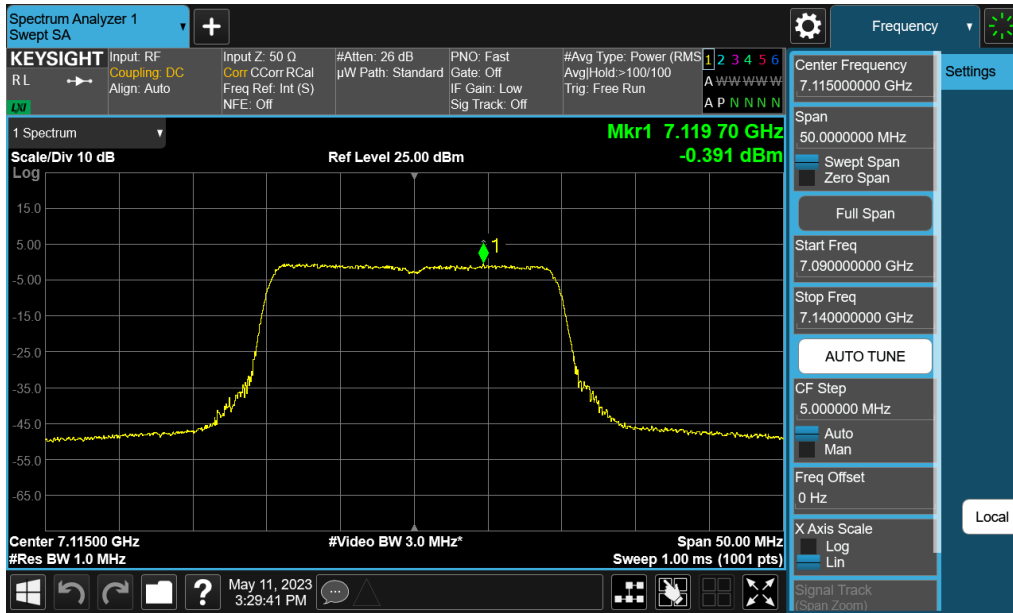 Spectrum Analyzer 1
Swept SA
+
Frequency
KEYSIGHT
R L
LXI
Input: RF
Coupling: DC
Align: Auto
Input Z: 50 Ω
Corr CCorr RCal
Freq Ref: Int (S)
NFE: Off
#Atten: 26 dB
µW Path: Standard
PNO: Fast
Gate: Off
IF Gain: Low
Sig Track: Off
#Avg Type: Power (RMS
Avg|Hold:>100/100
Trig: Free Run
1 2 3 4 5 6
A W W W W W
A P N N N N
1 Spectrum
Mkr1 7.119 70 GHz
-0.391 dBm
Scale/Div 10 dB
Ref Level 25.00 dBm
Log
15.0
5.00
-5.00
-15.0
-25.0
-35.0
-45.0
-55.0
-65.0
1
Center 7.11500 GHz
#Video BW 3.0 MHz*
Span 50.00 MHz
#Res BW 1.0 MHz
Sweep 1.00 ms (1001 pts)
?
May 11, 2023
3:29:41 PM
Center Frequency
7.115000000 GHz
Settings
Span
50.0000000 MHz
Swept Span
Zero Span
Full Span
Start Freq
7.090000000 GHz
Stop Freq
7.140000000 GHz
AUTO TUNE
CF Step
5.000000 MHz
Auto
Man
Freq Offset
0 Hz
Local
X Axis Scale
Log
Lin
Signal Track
(Span Zoom)